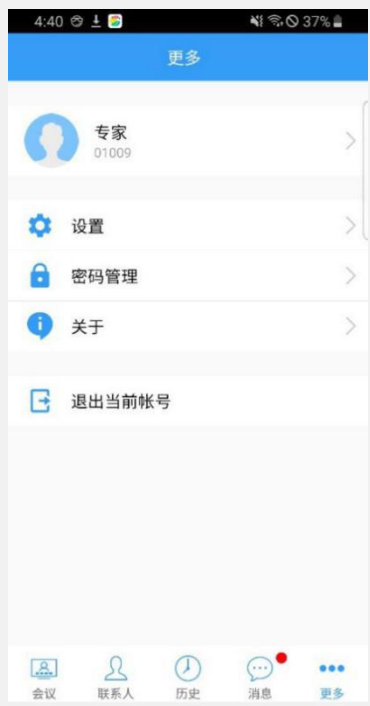 4:40 37%
更多
专家
01009
设置
密码管理
关于
退出当前帐号
会议 联系人 历史 消息 更多